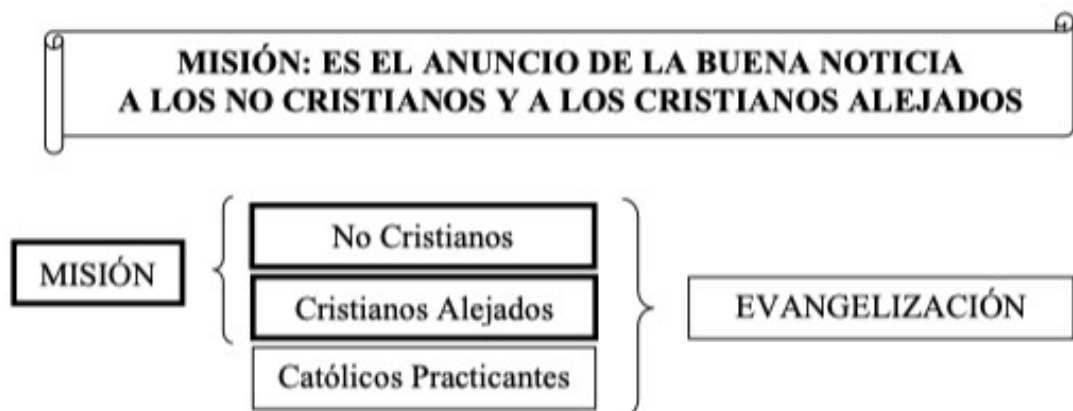 MISIÓN: ES EL ANUNCIO DE LA BUENA NOTICIA
A LOS NO CRISTIANOS Y A LOS CRISTIANOS ALEJADOS
MISIÓN
No Cristianos
Cristianos Alejados
Católicos Practicantes
EVANGELIZACIÓN